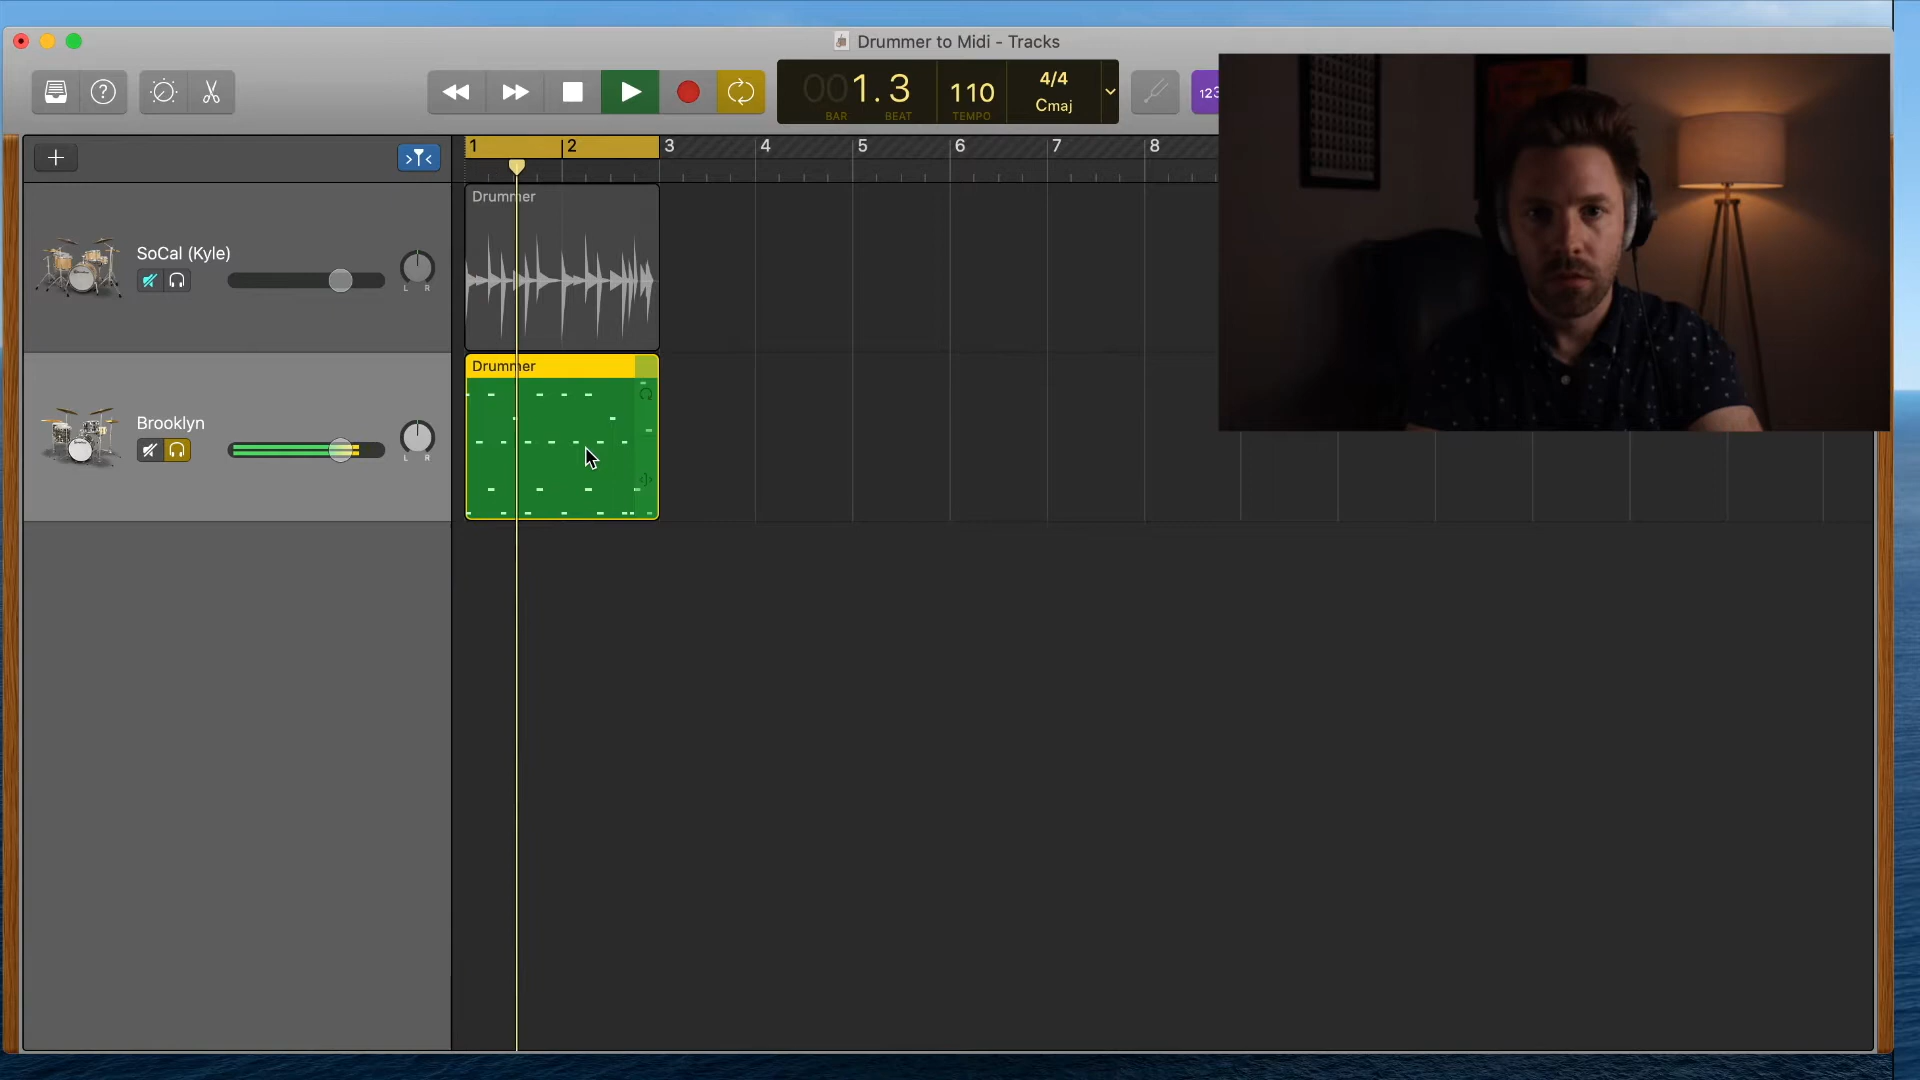 Drummer to Midi - Tracks
?
001.3
110
4/4
Cmaj
BAR
BEAT
TEMPO
123
1
2
3
4
5
6
7
8
Drummer
SoCal (Kyle)
L R
Drummer
Brooklyn
L R